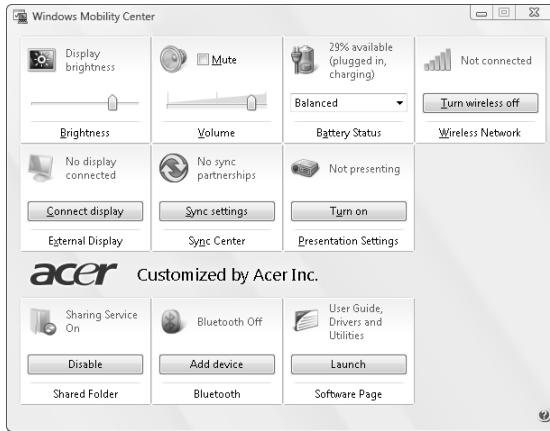 Windows Mobility Center
Display
brightness
Brightness
Mute
Volume
29% available
(plugged in,
charging)
Balanced
Battery Status
Not connected
Turn wireless off
Wireless Network
No display
connected
Connect display
External Display
No sync
partnerships
Sync settings
Sync Center
Not presenting
Turn on
Presentation Settings
acer Customized by Acer Inc.
Sharing Service
On
Disable
Shared Folder
Bluetooth Off
Add device
Bluetooth
User Guide,
Drivers and
Utilities
Launch
Software Page